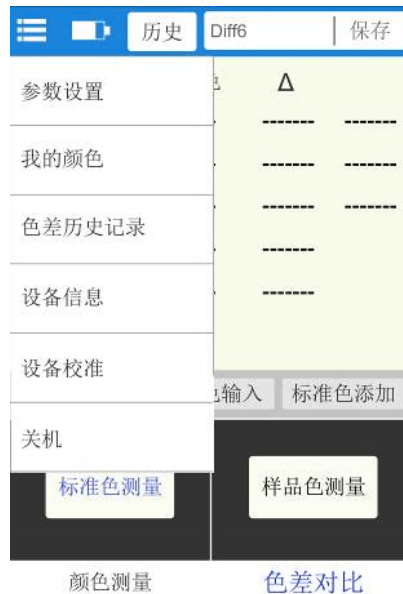 历史 Diff6 保存
Δ
参数设置
------- -------
我的颜色
------- -------
色差历史记录
------- -------
设备信息
-------
-------
设备校准
输入 标准色添加
关机
标准色测量 样品色测量
颜色测量 色差对比